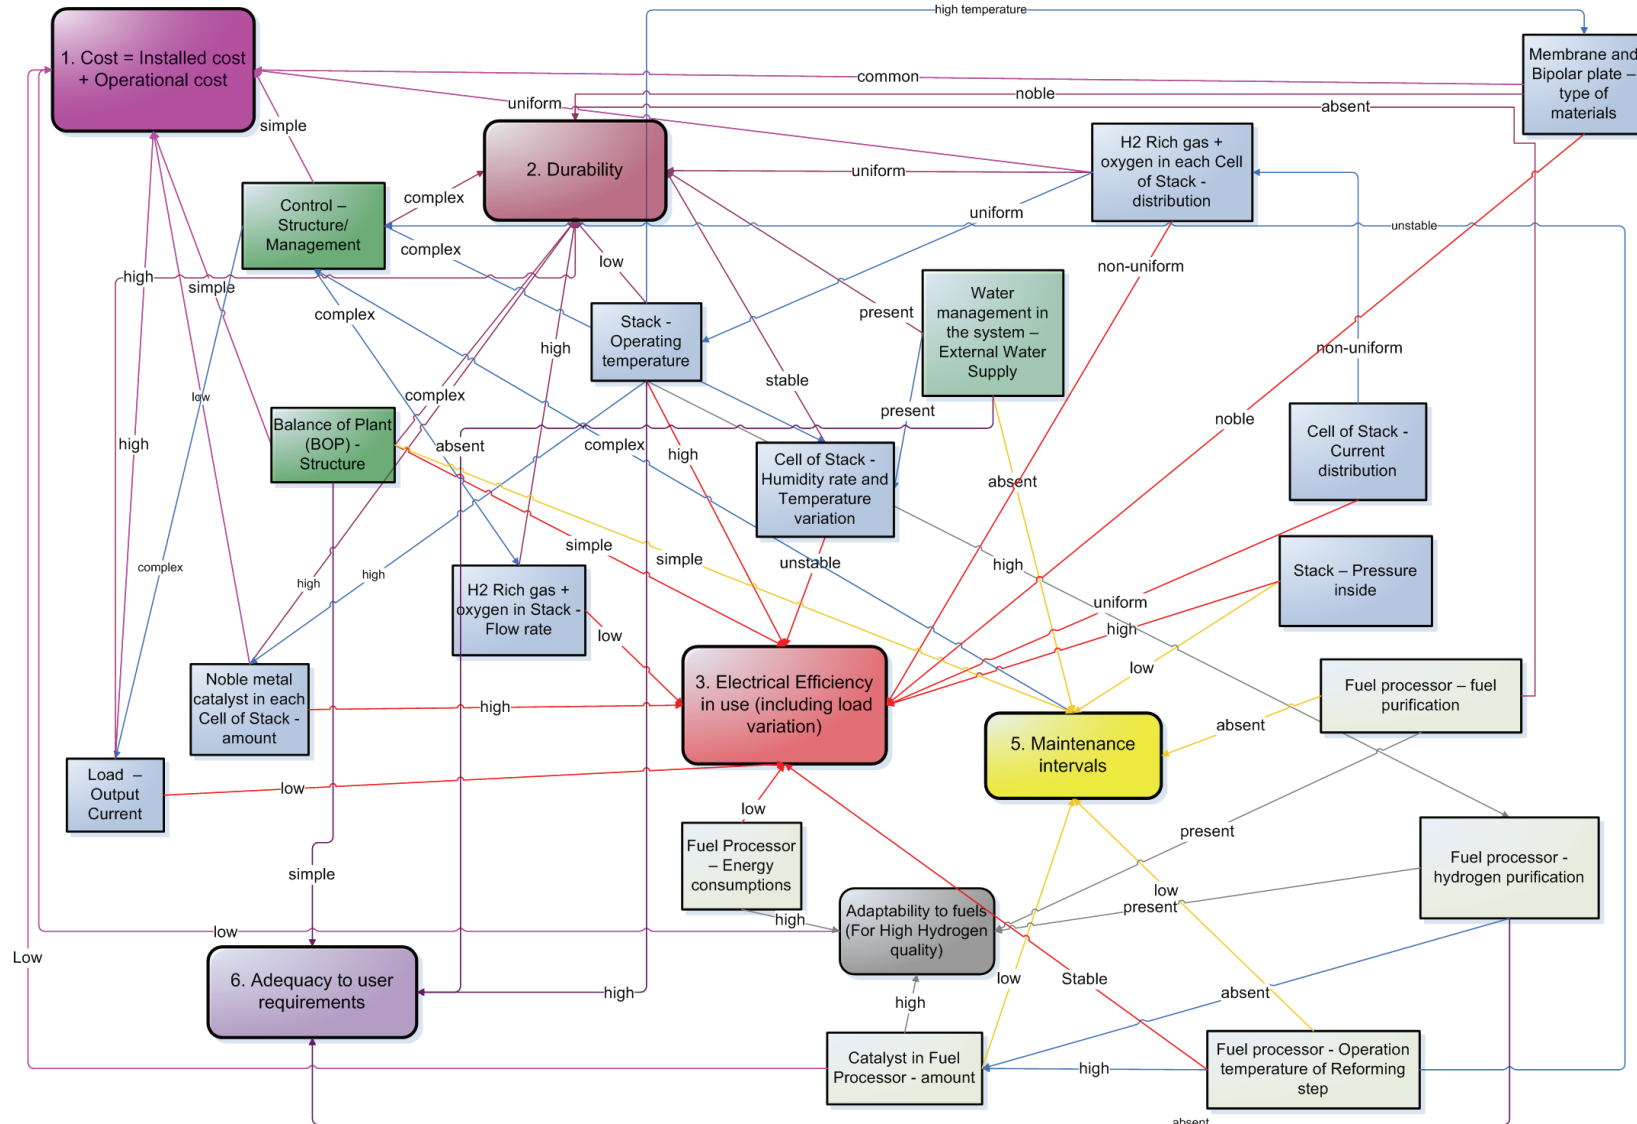 high temperature
1. Cost = Installed cost
+ Operational cost
Membrane and
Bipolar plate –
type of
materials
common
noble
uniform
absent
simple
2. Durability
H2 Rich gas +
oxygen in each Cell
of Stack -
distribution
uniform
complex
Control –
Structure/
Management
uniform
unstable
complex
low
non-uniform
high
simple
Water
management in
the system –
External Water
Supply
present
complex
Stack -
Operating
temperature
high
non-uniform
stable
low
complex
present
noble
Balance of Plant
(BOP) -
Structure
high
absent
complex
high
Cell of Stack -
Current
distribution
Cell of Stack -
Humidity rate and
Temperature
variation
absent
simple
simple
unstable
high
complex
high
high
H2 Rich gas +
oxygen in Stack -
Flow rate
low
Stack – Pressure
inside
uniform
high
low
Noble metal
catalyst in each
Cell of Stack -
amount
high
3. Electrical Efficiency
in use (including load
variation)
Fuel processor – fuel
purification
absent
5. Maintenance
intervals
Load –
Output
Current
low
low
Fuel Processor
– Energy
consumptions
present
Fuel processor -
hydrogen purification
simple
low
present
high
Adaptability to fuels
(For High Hydrogen
quality)
low
Low
6. Adequacy to user
requirements
high
high
low
Stable
absent
Catalyst in Fuel
Processor - amount
high
Fuel processor - Operation
temperature of Reforming
step
absent